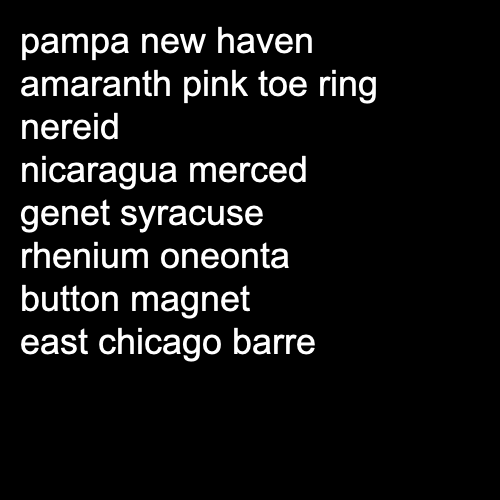 pampa new haven
amaranth pink toe ring
nereid
nicaragua merced
genet syracuse
rhenium oneonta
button magnet
east chicago barre